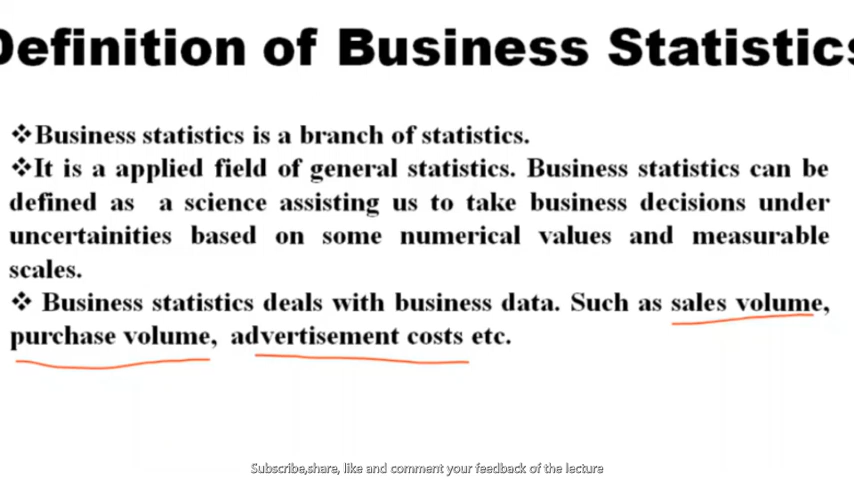 Definition of Business Statistics
❖Business statistics is a branch of statistics.
❖It is a applied field of general statistics. Business statistics can be
defined as a science assisting us to take business decisions under
uncertainities based on some numerical values and measurable
scales.
❖ Business statistics deals with business data. Such as sales volume,
purchase volume, advertisement costs etc.
Subscribe,share, like and comment your feedback of the lecture